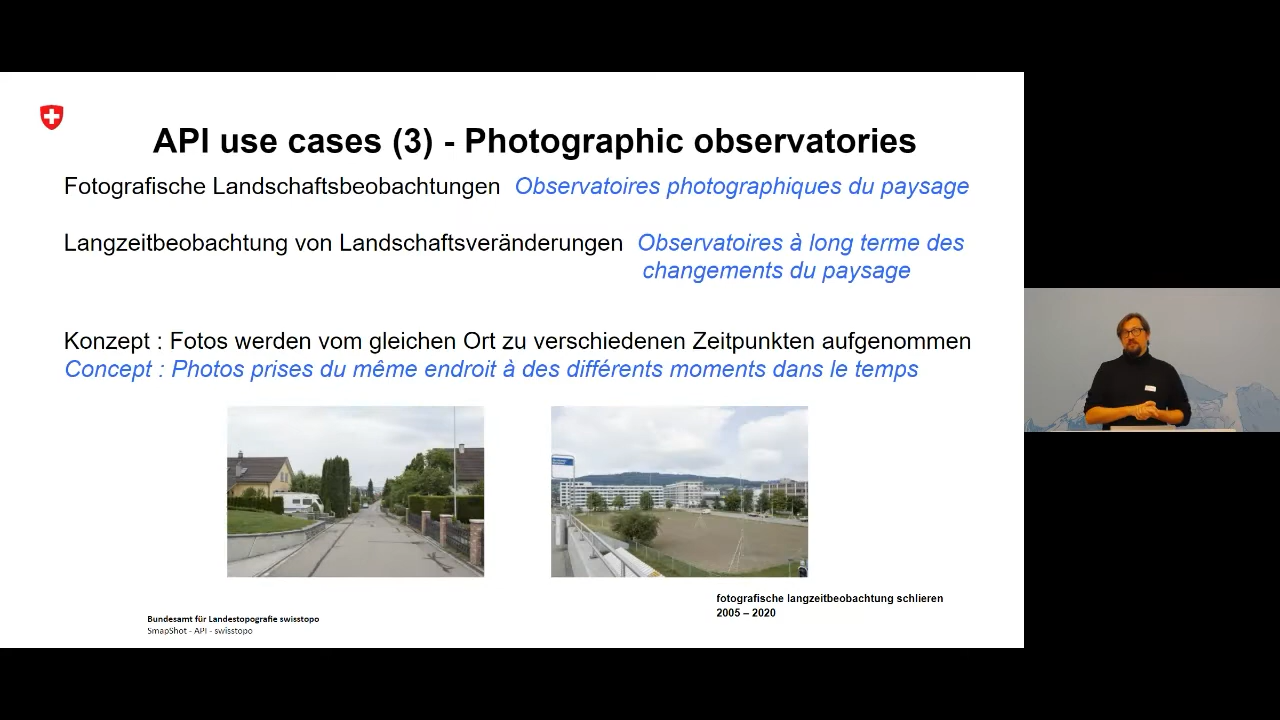 API use cases (3) - Photographic observatories
Fotografische Landschaftsbeobachtungen Observatoires photographiques du paysage
Langzeitbeobachtung von Landschaftsveränderungen Observatoires à long terme des
changements du paysage
Konzept : Fotos werden vom gleichen Ort zu verschiedenen Zeitpunkten aufgenommen
Concept : Photos prises du même endroit à des différents moments dans le temps
fotografische langzeitbeobachtung schlieren
2005 – 2020
Bundesamt für Landestopografie swisstopo
SmapShot - API - swisstopo